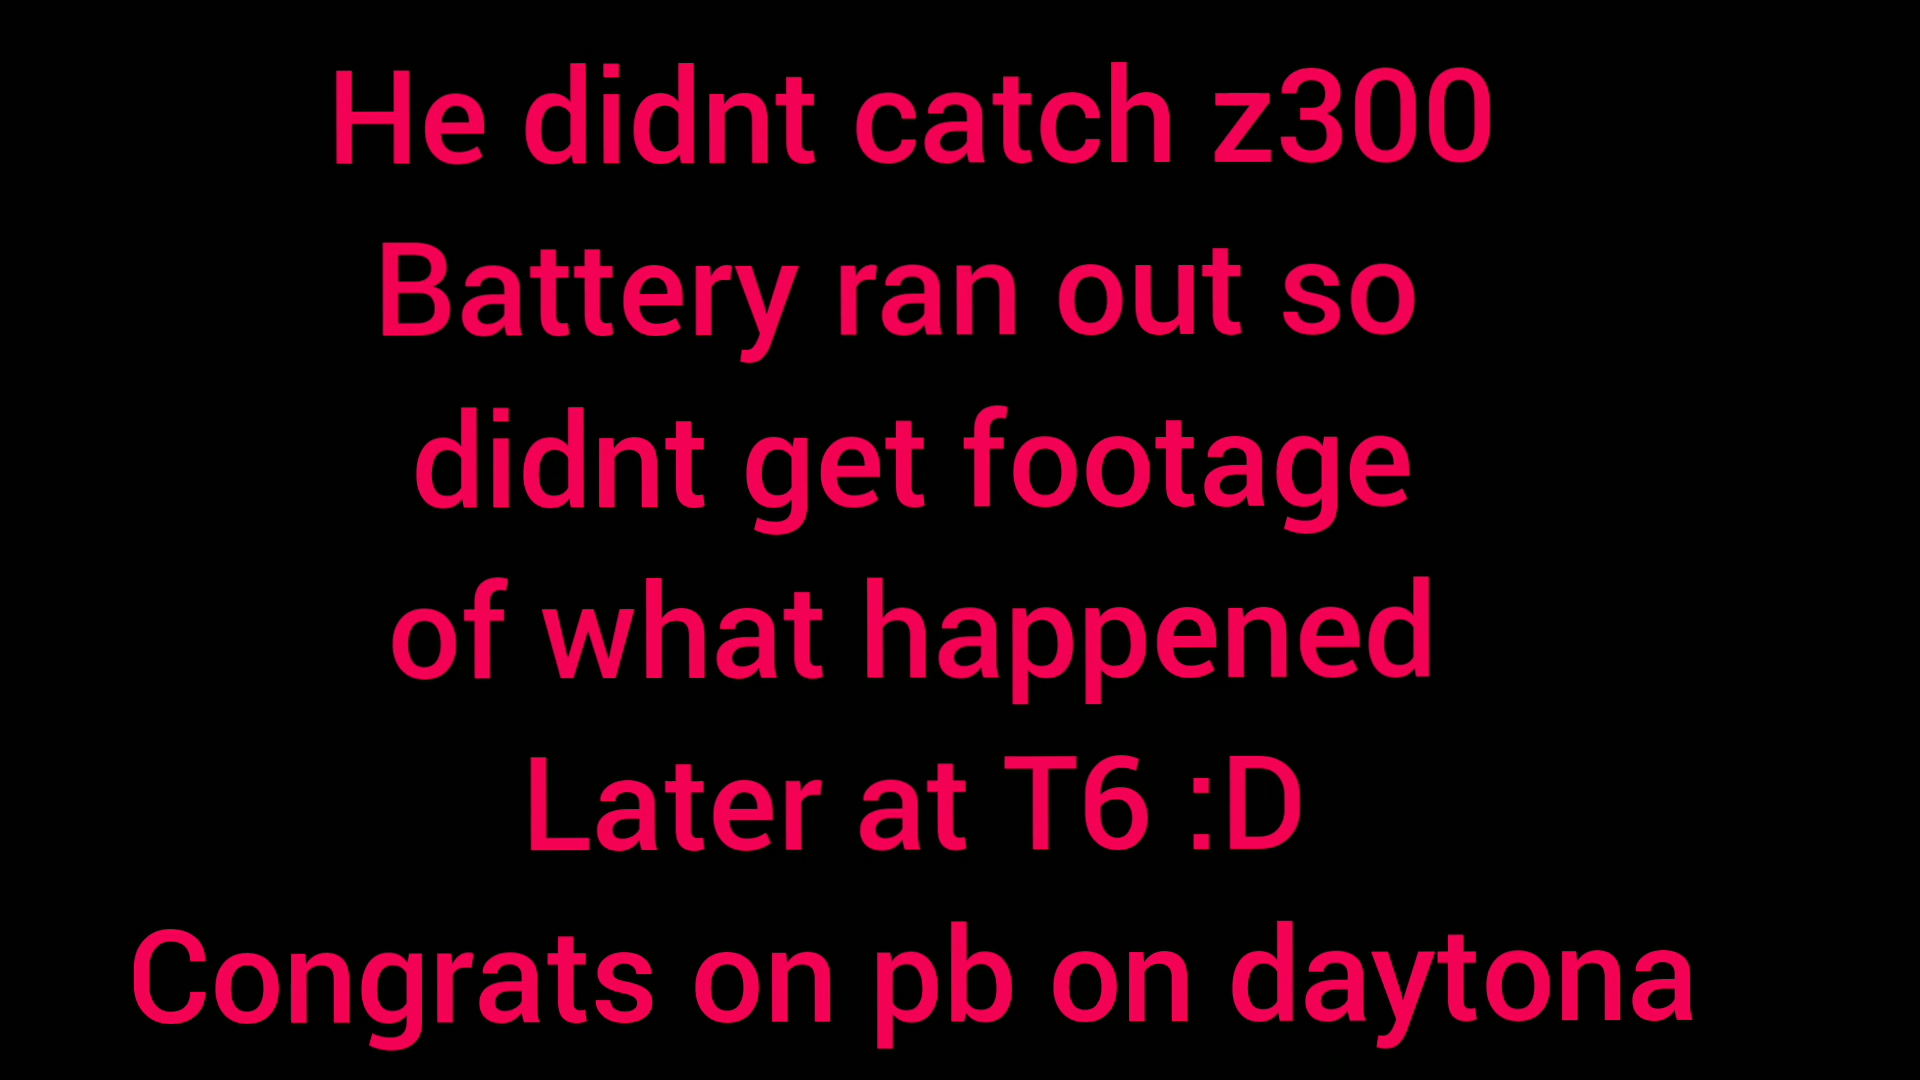 He didnt catch z300
Battery ran out so
didnt get footage
of what happened
Later at T6 :D
Congrats on pb on daytona